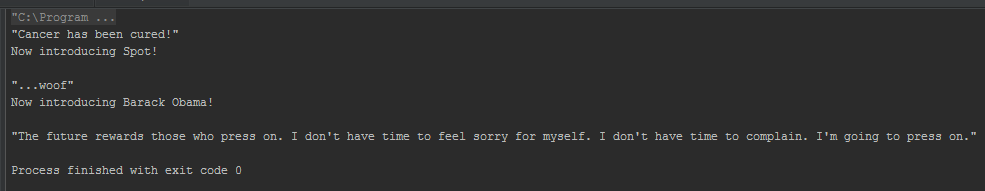 "C:\Program ...
"Cancer has been cured!"
Now introducing Spot!
"...woof"
Now introducing Barack Obama!
"The future rewards those who press on. I don't have time to feel sorry for myself. I don't have time to complain. I'm going to press on."
Process finished with exit code 0